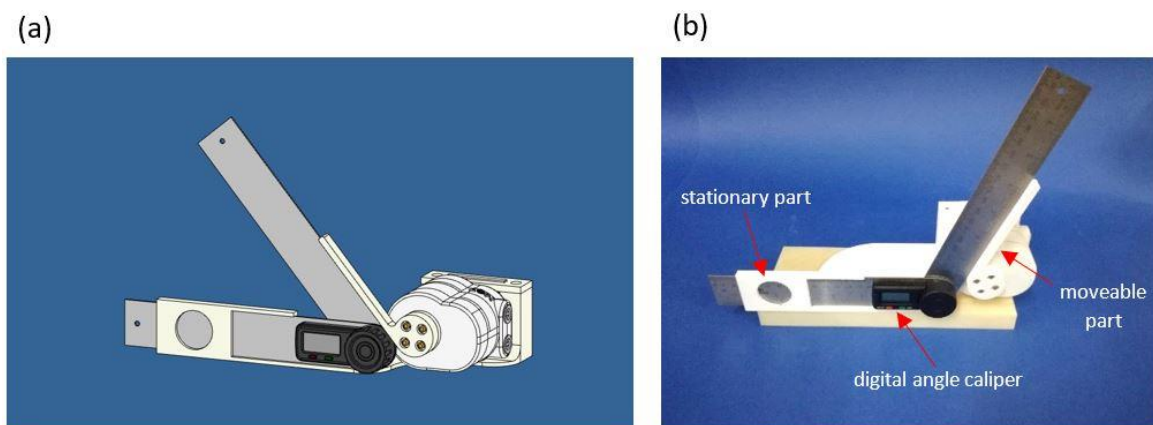 (a)
(b)
stationary part
moveable
part
digital angle caliper